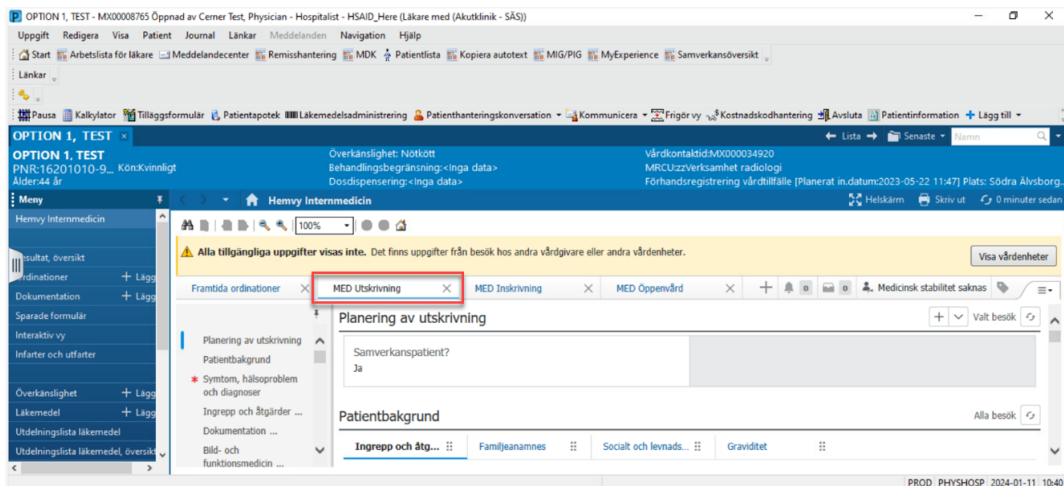 OPTION 1, TEST - MX00008765 Öppnad av Cerner Test, Physician - Hospitalist - HSAID_Here (Läkare med (Akutklinik - SÄS))
Uppgift Redigera Visa Patient Journal Länkar Meddelanden Navigation Hjälp
Start Arbetslista för läkare Meddelandecenter Remisshantering MDK Patientlista Kopiera autotext MIG/PIG MyExperience Samverkansöversikt
Länkar
Pausa Kalkylator Tilläggsformulär Patientapotek Läkemedelsadministrering Patienthanteringskonversation Kommunicera Frigör vy Kostnadskodhantering Avsluta Patientinformation Lägg till
OPTION 1, TEST Lista Senaste Namn
OPTION 1, TEST Överkänslighet: Nötkött Vårdkontaktid:MX000034920
PNR:16201010-9... Kön:Kvinnligt Behandlingsbegränsning:<Inga data> MRCU:zzVerksamhet radiologi
Ålder:44 år Dosdispensering:<Inga data> Förhandsregistrering vårdtillfälle [Planerat in.datum:2023-05-22 11:47] Plats: Södra Älvsborg...
Meny Hemvy Internmedicin Helskärm Skriv ut 0 minuter sedan
Hemvy Internmedicin
100%
Alla tillgängliga uppgifter visas inte. Det finns uppgifter från besök hos andra vårdgivare eller andra vårdenheter. Visa vårdenheter
esultat, översikt
rdinationer + Lägg
Framtida ordinationer MED Utskrivning MED Inskrivning MED Öppenvård 0 0 Medicinsk stabilitet saknas
Dokumentation + Lägg
Sparade formulär
Interaktiv vy
Infarter och utfarter
Överkänslighet + Lägg
Läkemedel + Lägg
Utdelningslista läkemedel
Utdelningslista läkemedel, översikt
Planering av utskrivning
Patientbakgrund
* Symtom, hälsoproblem
och diagnoser
Ingrepp och åtgärder ...
Dokumentation ...
Bild- och
funktionsmedicin ...
Planering av utskrivning Valt besök
Samverkanspatient?
Ja
Patientbakgrund Alla besök
Ingrepp och åtg... Familjeanamnes Socialt och levnads... Graviditet
PROD PHYSHOSP 2024-01-11 10:40